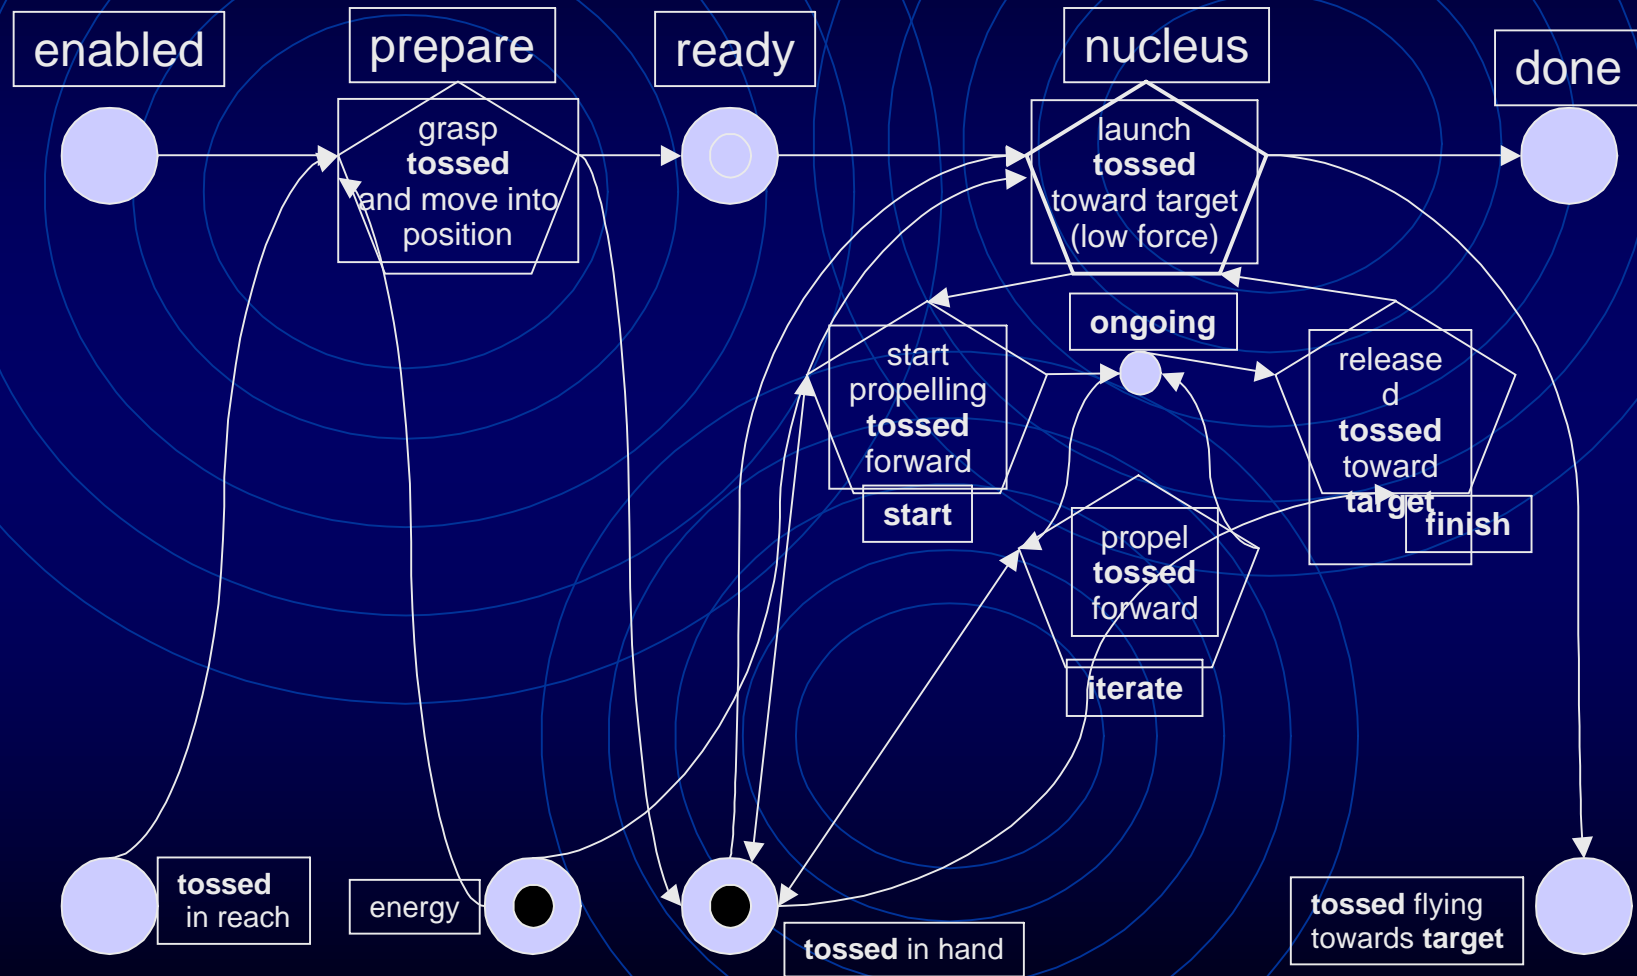 enabled
prepare
ready
nucleus
done
grasp
tossed
and move into
position
launch
tossed
toward target
(low force)
ongoing
start
propelling
tossed
forward
start
release
d
tossed
toward
target
finish
propel
tossed
forward
iterate
tossed
in reach
energy
tossed in hand
tossed flying
towards target